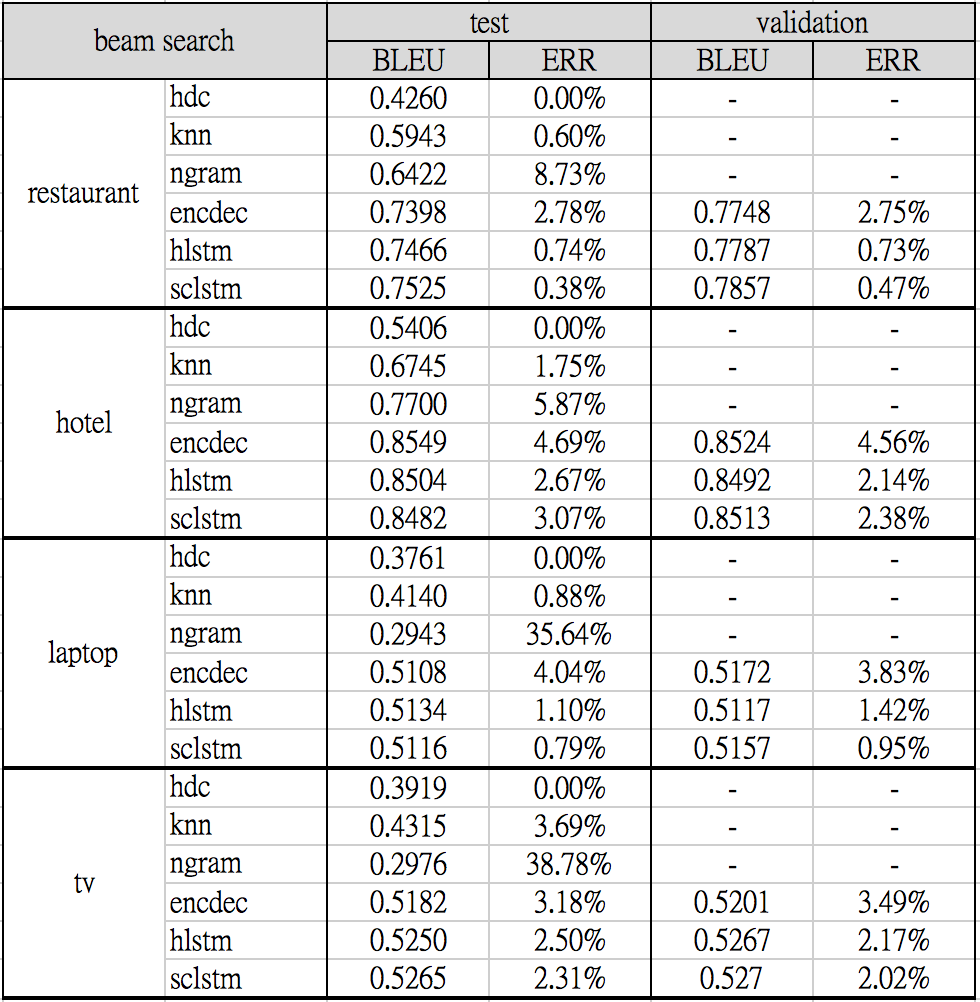 beam search test validation
BLEU ERR BLEU ERR
restaurant
hdc 0.4260 0.00% - -
knn 0.5943 0.60% - -
ngram 0.6422 8.73% - -
encdec 0.7398 2.78% 0.7748 2.75%
hlstm 0.7466 0.74% 0.7787 0.73%
sclstm 0.7525 0.38% 0.7857 0.47%
hotel
hdc 0.5406 0.00% - -
knn 0.6745 1.75% - -
ngram 0.7700 5.87% - -
encdec 0.8549 4.69% 0.8524 4.56%
hlstm 0.8504 2.67% 0.8492 2.14%
sclstm 0.8482 3.07% 0.8513 2.38%
laptop
hdc 0.3761 0.00% - -
knn 0.4140 0.88% - -
ngram 0.2943 35.64% - -
encdec 0.5108 4.04% 0.5172 3.83%
hlstm 0.5134 1.10% 0.5117 1.42%
sclstm 0.5116 0.79% 0.5157 0.95%
tv
hdc 0.3919 0.00% - -
knn 0.4315 3.69% - -
ngram 0.2976 38.78% - -
encdec 0.5182 3.18% 0.5201 3.49%
hlstm 0.5250 2.50% 0.5267 2.17%
sclstm 0.5265 2.31% 0.527 2.02%